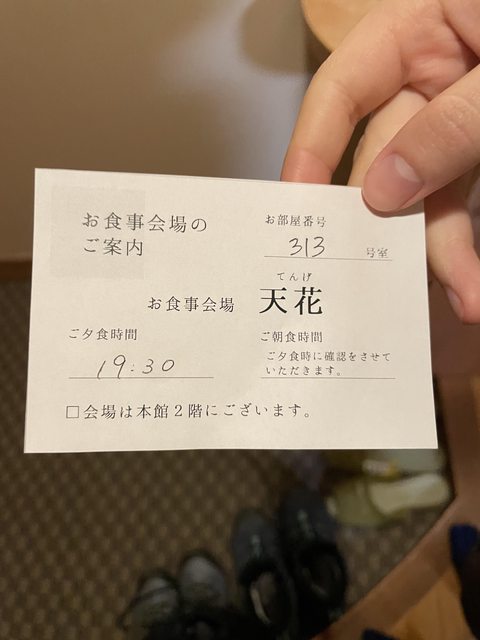 お食事会場の
ご案内
お部屋番号
313 号室
てんげ
お食事会場 天花
ご夕食時間
19:30
ご朝食時間
ご夕食時に確認をさせて
いただきます。
□会場は本館2階にございます。